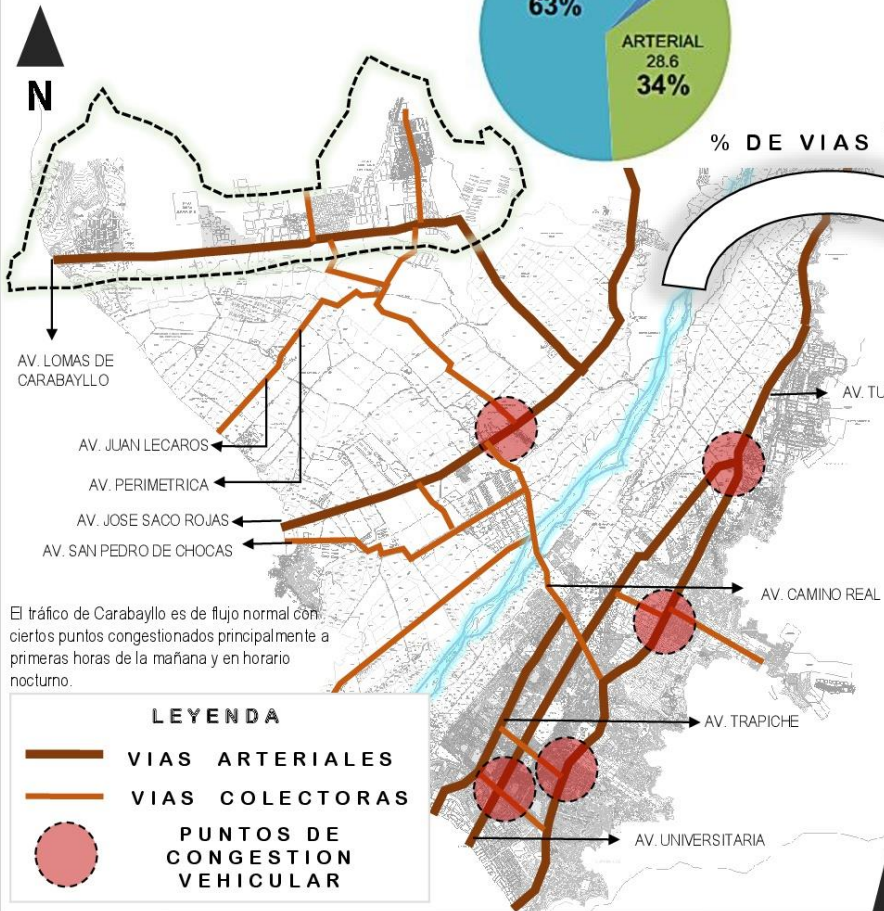 63%
ARTERIAL
28.6
34%
N
% DE VIAS
AV. LOMAS DE
CARABAYLLO
AV. TU
AV. JUAN LECAROS
AV. PERIMETRICA
AV. JOSE SACO ROJAS
AV. SAN PEDRO DE CHOCAS
AV. CAMINO REAL
El tráfico de Carabayllo es de flujo normal con
ciertos puntos congestionados principalmente a
primeras horas de la mañana y en horario
nocturno.
LEYENDA
VIAS ARTERIALES
VIAS COLECTORAS
PUNTOS DE
CONGESTION
VEHICULAR
AV. TRAPICHE
AV. UNIVERSITARIA